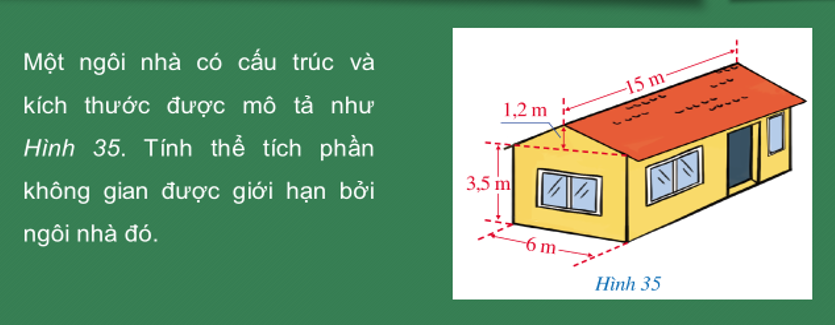 Một ngôi nhà có cấu trúc và
kích thước được mô tả như
Hình 35. Tính thể tích phần
không gian được giới hạn bởi
ngôi nhà đó.
15 m
1,2 m
3,5 m
6 m
Hình 35